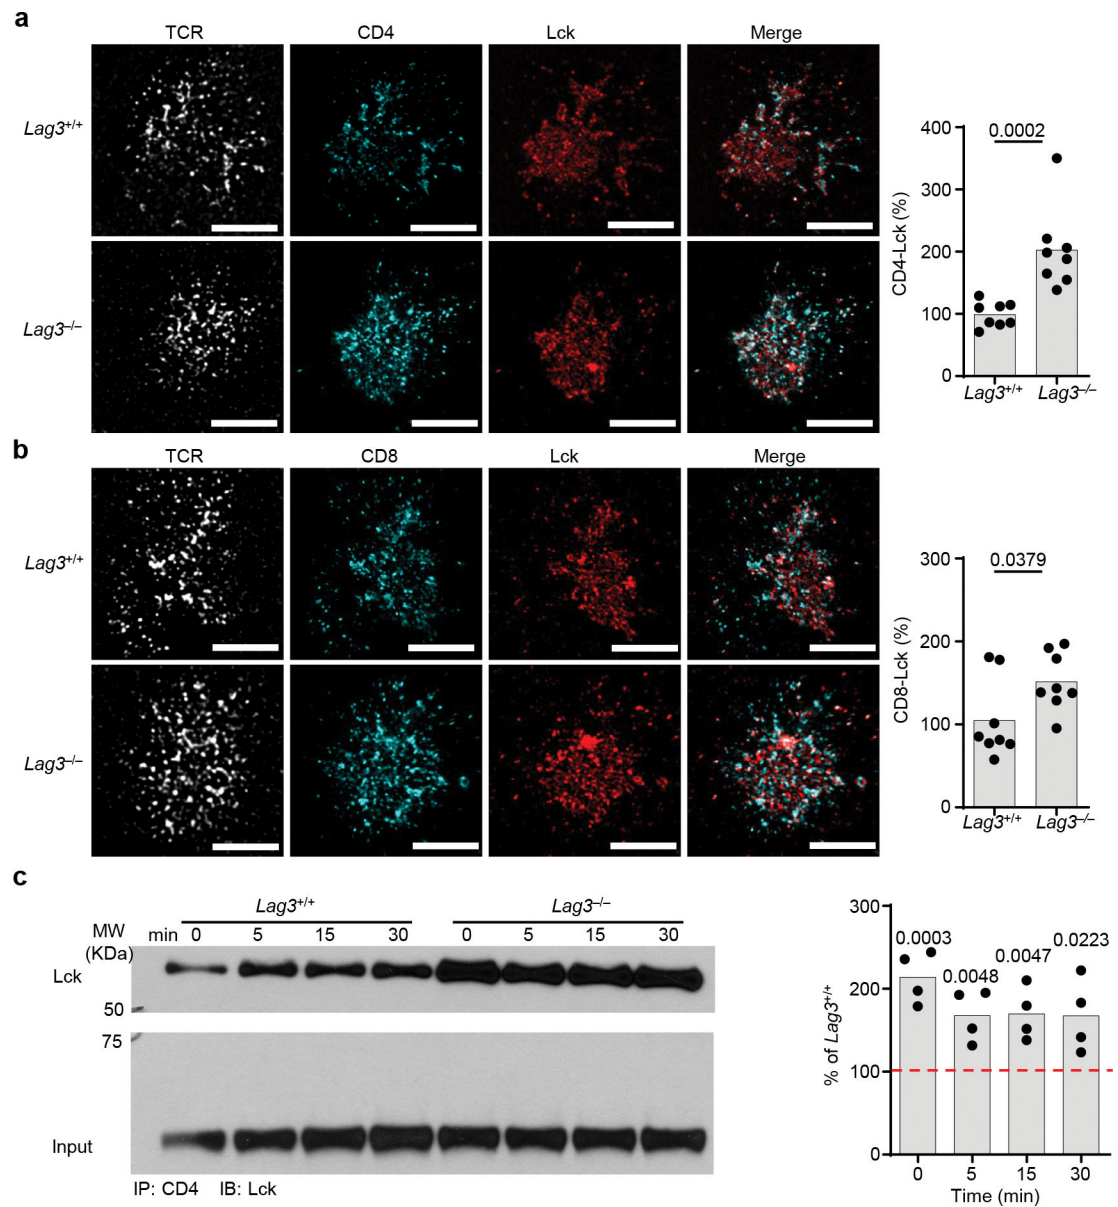 a
TCR CD4 Lck Merge
Lag3+/+
Lag3–/–
CD4-Lck (%)
400
300
200
100
0
0.0002
Lag3+/+ Lag3–/–
b
TCR CD8 Lck Merge
Lag3+/+
Lag3–/–
CD8-Lck (%)
300
200
100
0
0.0379
Lag3+/+ Lag3–/–
c
Lag3+/+ Lag3–/–
MW
(KDa)
min 0 5 15 30 0 5 15 30
Lck
50
75
Input
IP: CD4 IB: Lck
% of Lag3+/+
300
200
100
0
0.0003
0.0048
0.0047
0.0223
0 5 15 30
Time (min)